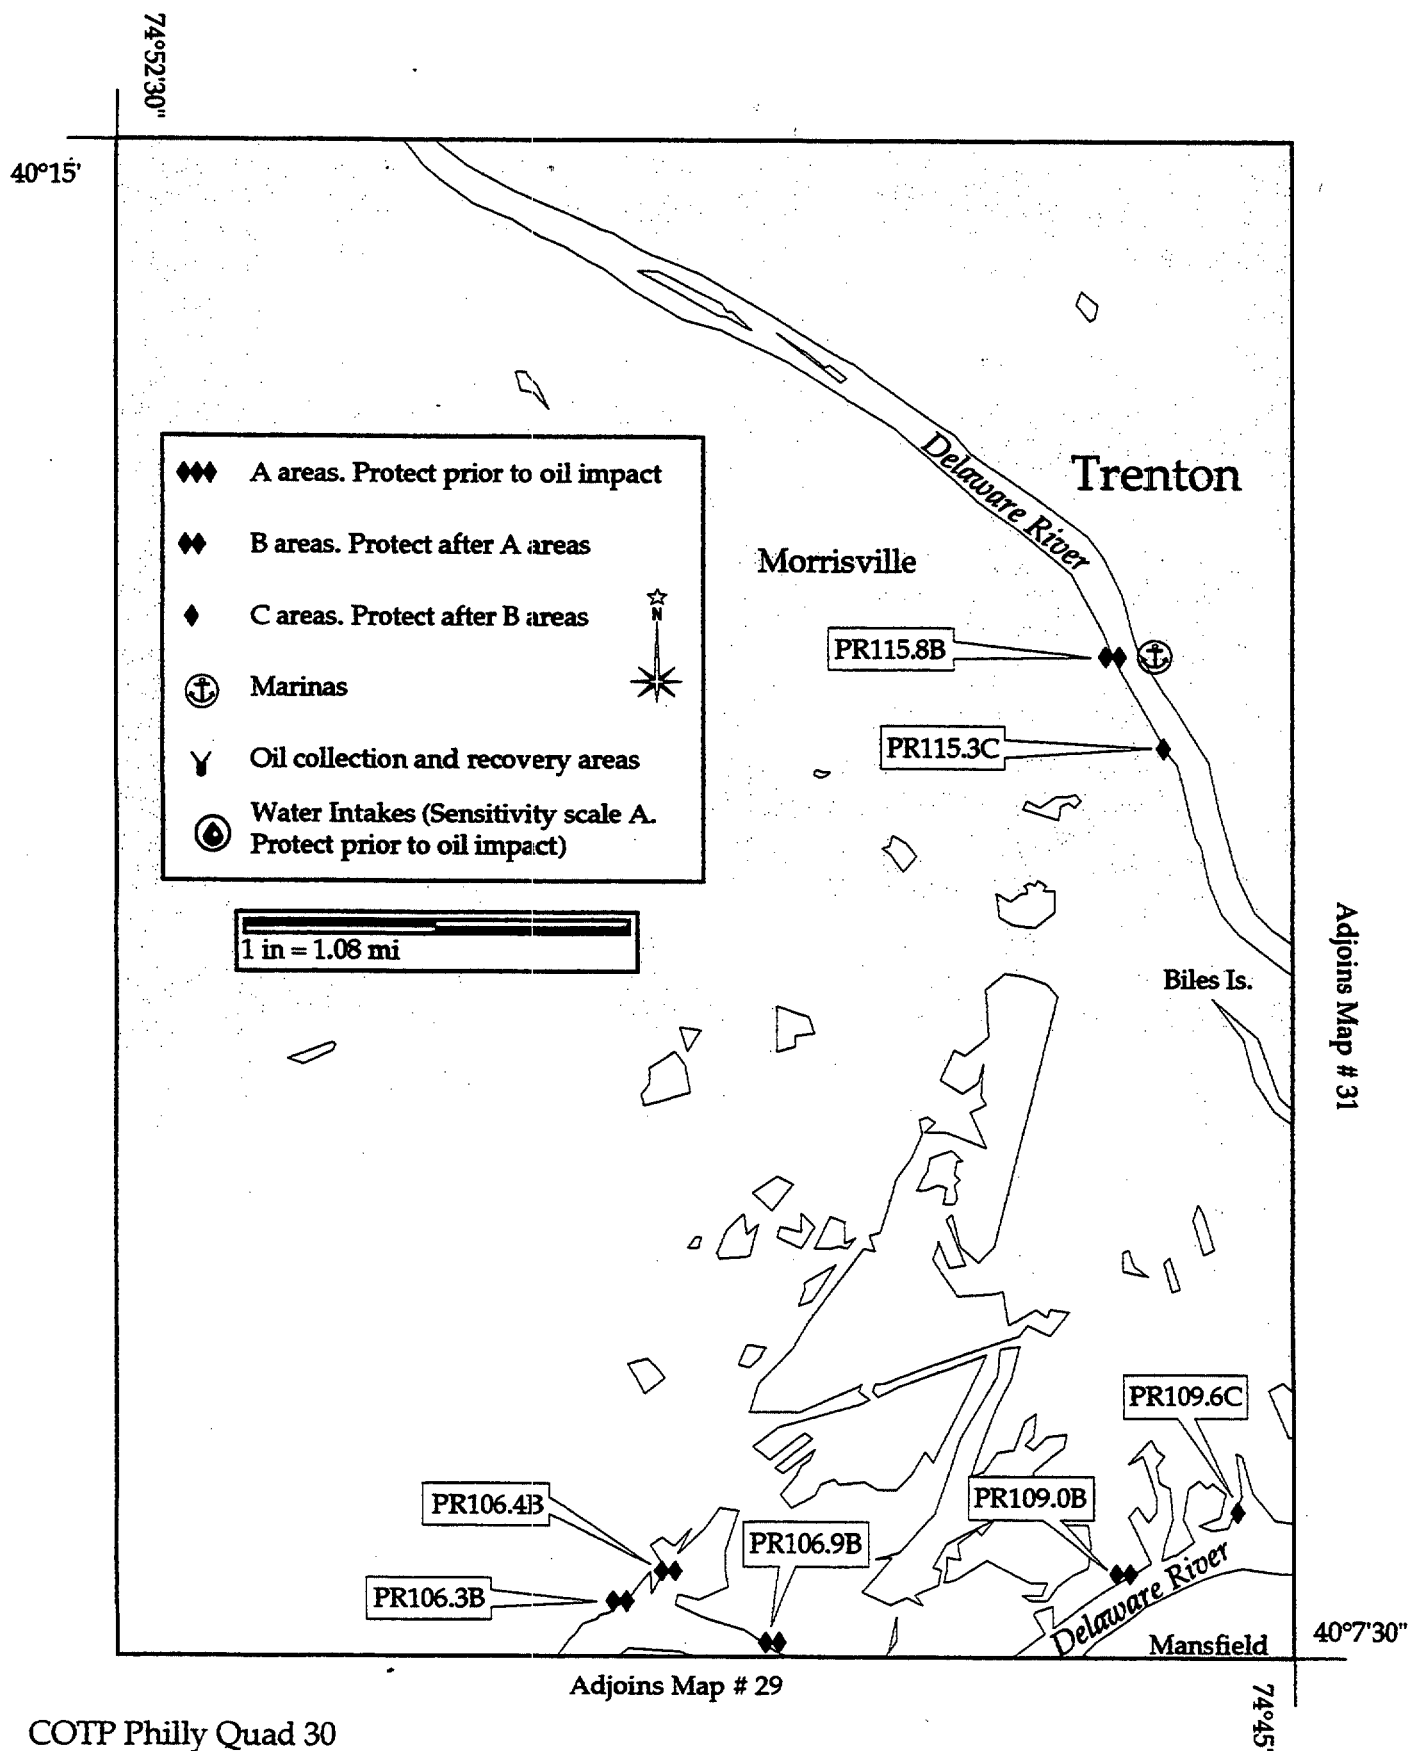 74°52'30"
40°15'
Delaware River
Trenton
A areas. Protect prior to oil impact
B areas. Protect after A areas
C areas. Protect after B areas
N
Marinas
Oil collection and recovery areas
Water Intakes (Sensitivity scale A.
Protect prior to oil impact)
Morrisville
PR115.8B
PR115.3C
1 in = 1.08 mi
Biles Is.
Adjoins Map # 31
PR109.6C
PR106.4B
PR109.0B
PR106.9B
PR106.3B
Delaware River
Mansfield
40°7'30"
Adjoins Map # 29
74°45'
COTP Philly Quad 30